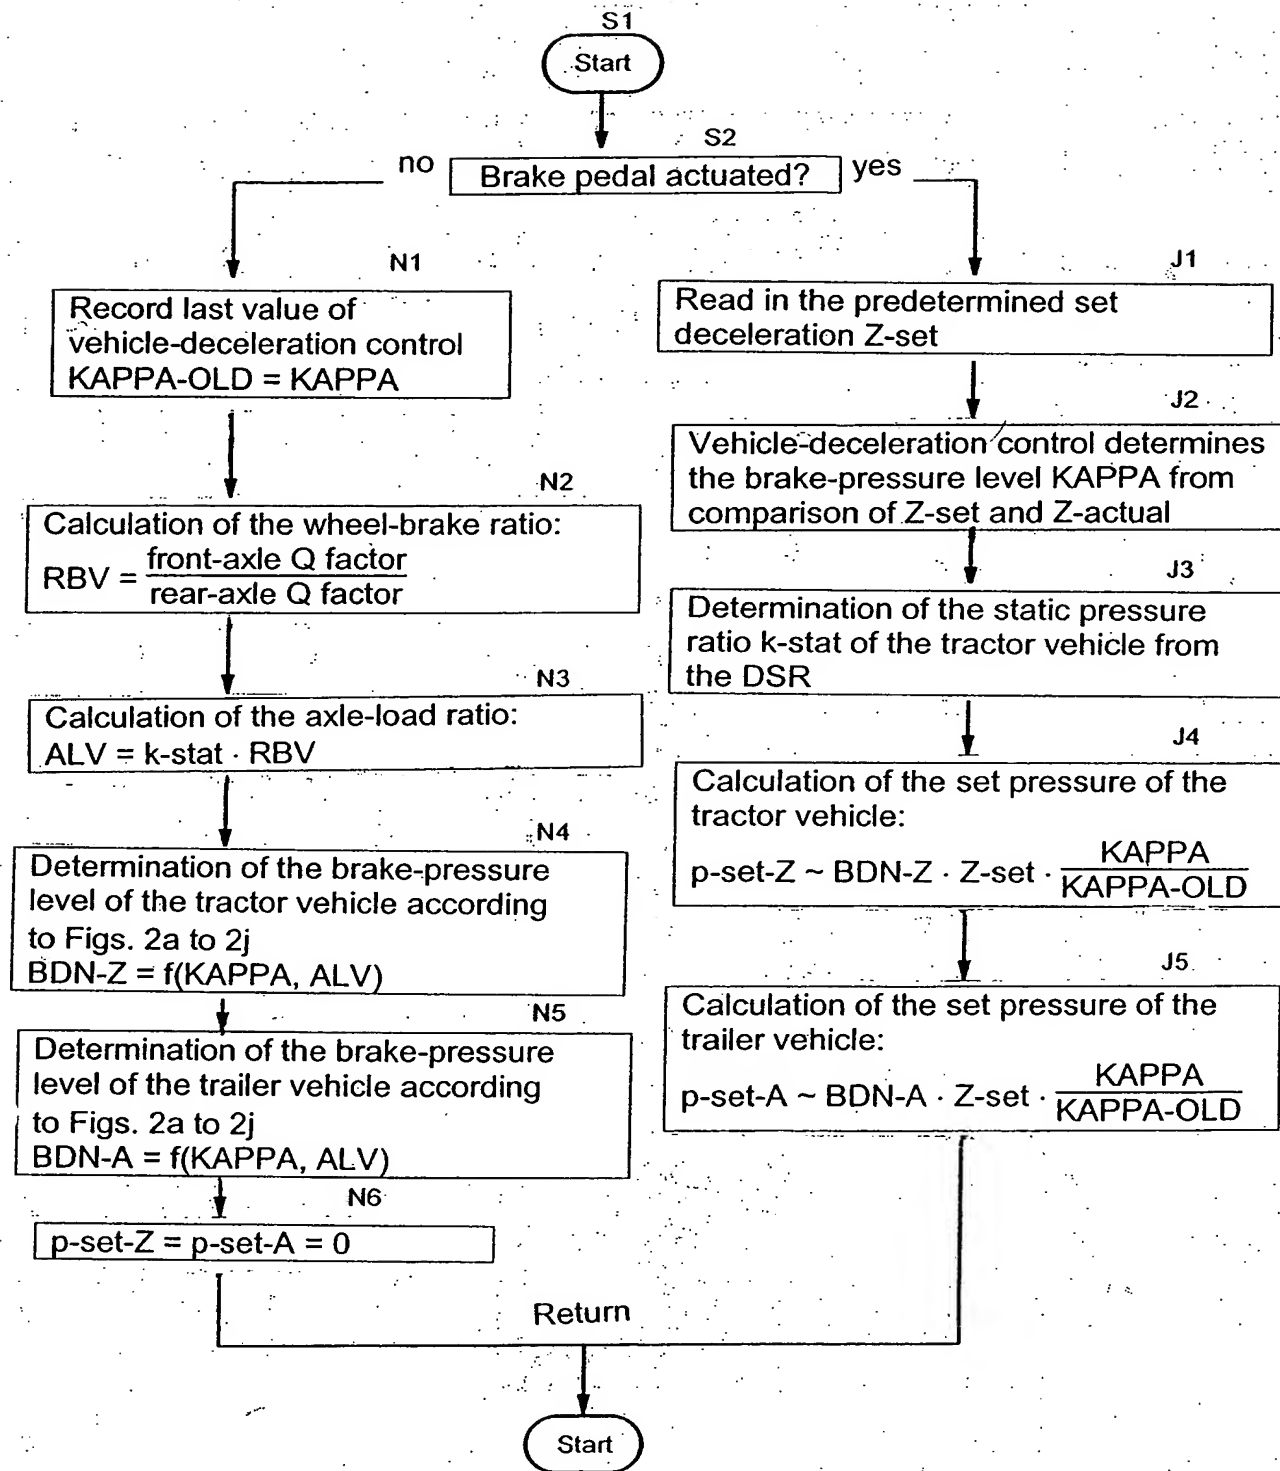 S1
Start
S2
no
Brake pedal actuated?
yes
N1
Record last value of
vehicle-deceleration control
KAPPA-OLD = KAPPA
N2
Calculation of the wheel-brake ratio:
RBV = front-axle Q factor
rear-axle Q factor
N3
Calculation of the axle-load ratio:
ALV = k-stat · RBV
N4
Determination of the brake-pressure
level of the tractor vehicle according
to Figs. 2a to 2j
BDN-Z = f(KAPPA, ALV)
N5
Determination of the brake-pressure
level of the trailer vehicle according
to Figs. 2a to 2j
BDN-A = f(KAPPA, ALV)
N6
p-set-Z = p-set-A = 0
J1
Read in the predetermined set
deceleration Z-set
J2
Vehicle-deceleration control determines
the brake-pressure level KAPPA from
comparison of Z-set and Z-actual
J3
Determination of the static pressure
ratio k-stat of the tractor vehicle from
the DSR
J4
Calculation of the set pressure of the
tractor vehicle:
p-set-Z ~ BDN-Z · Z-set · KAPPA
KAPPA-OLD
J5
Calculation of the set pressure of the
trailer vehicle:
p-set-A ~ BDN-A · Z-set · KAPPA
KAPPA-OLD
Return
Start